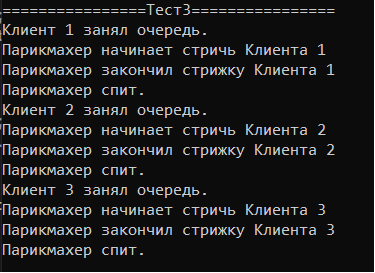 ================Тест3================
Клиент 1 занял очередь.
Парикмахер начинает стричь Клиента 1
Парикмахер закончил стрижку Клиента 1
Парикмахер спит.
Клиент 2 занял очередь.
Парикмахер начинает стричь Клиента 2
Парикмахер закончил стрижку Клиента 2
Парикмахер спит.
Клиент 3 занял очередь.
Парикмахер начинает стричь Клиента 3
Парикмахер закончил стрижку Клиента 3
Парикмахер спит.